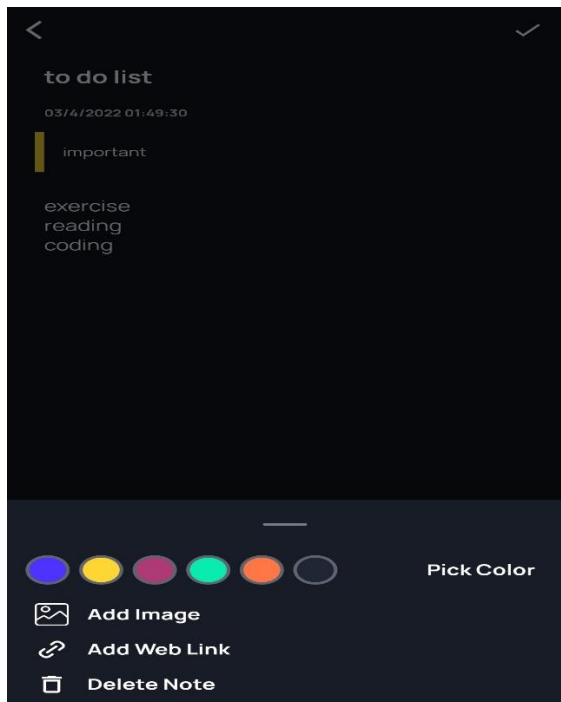 to do list
03/4/2022 01:49:30
important
exercise
reading
coding
Pick Color
Add Image
Add Web Link
Delete Note